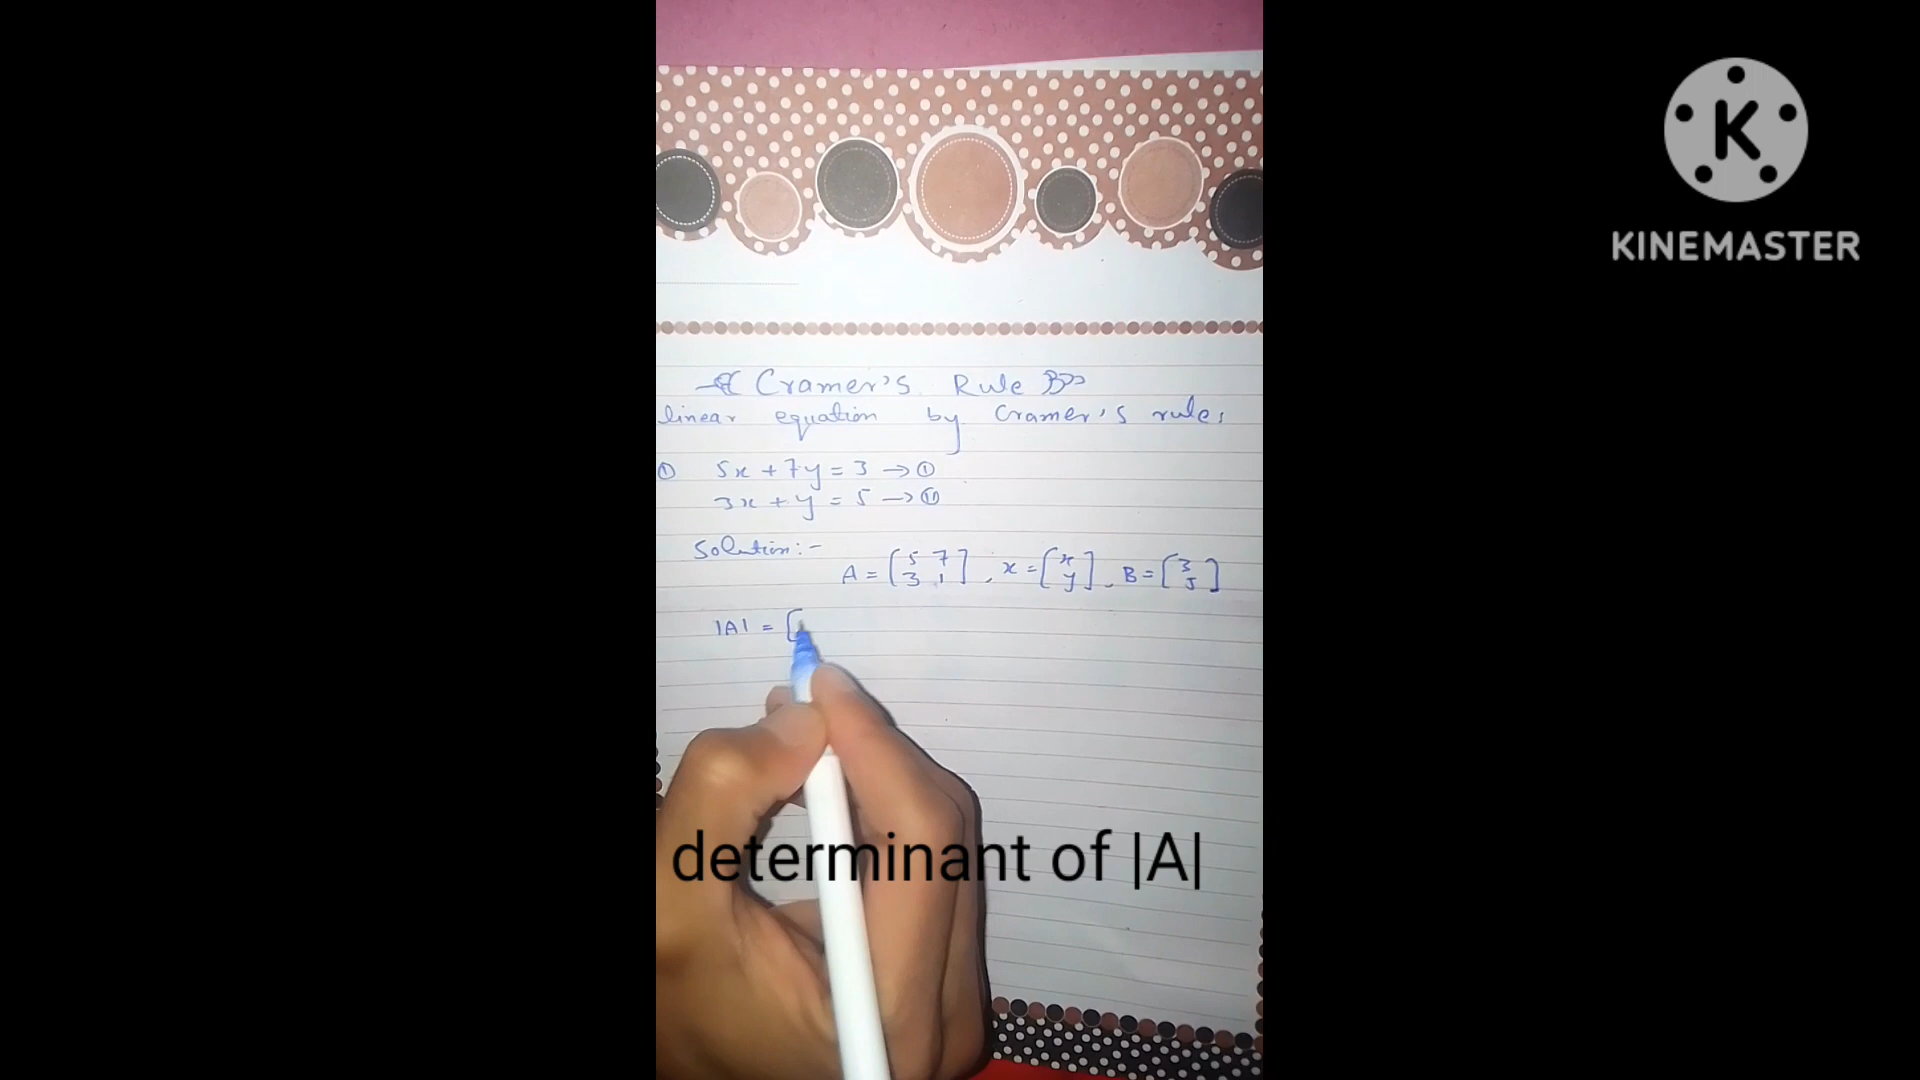 K
KINEMASTER
Cramer's Rule
linear equation by Cramer's rule,
① 5x + 7y = 3 → ①
3x + y = 5 → ⑪
Solution:-
A = [5 7 3 1], x = [x y], B = [3 5]
|A| = [
determinant of |A|